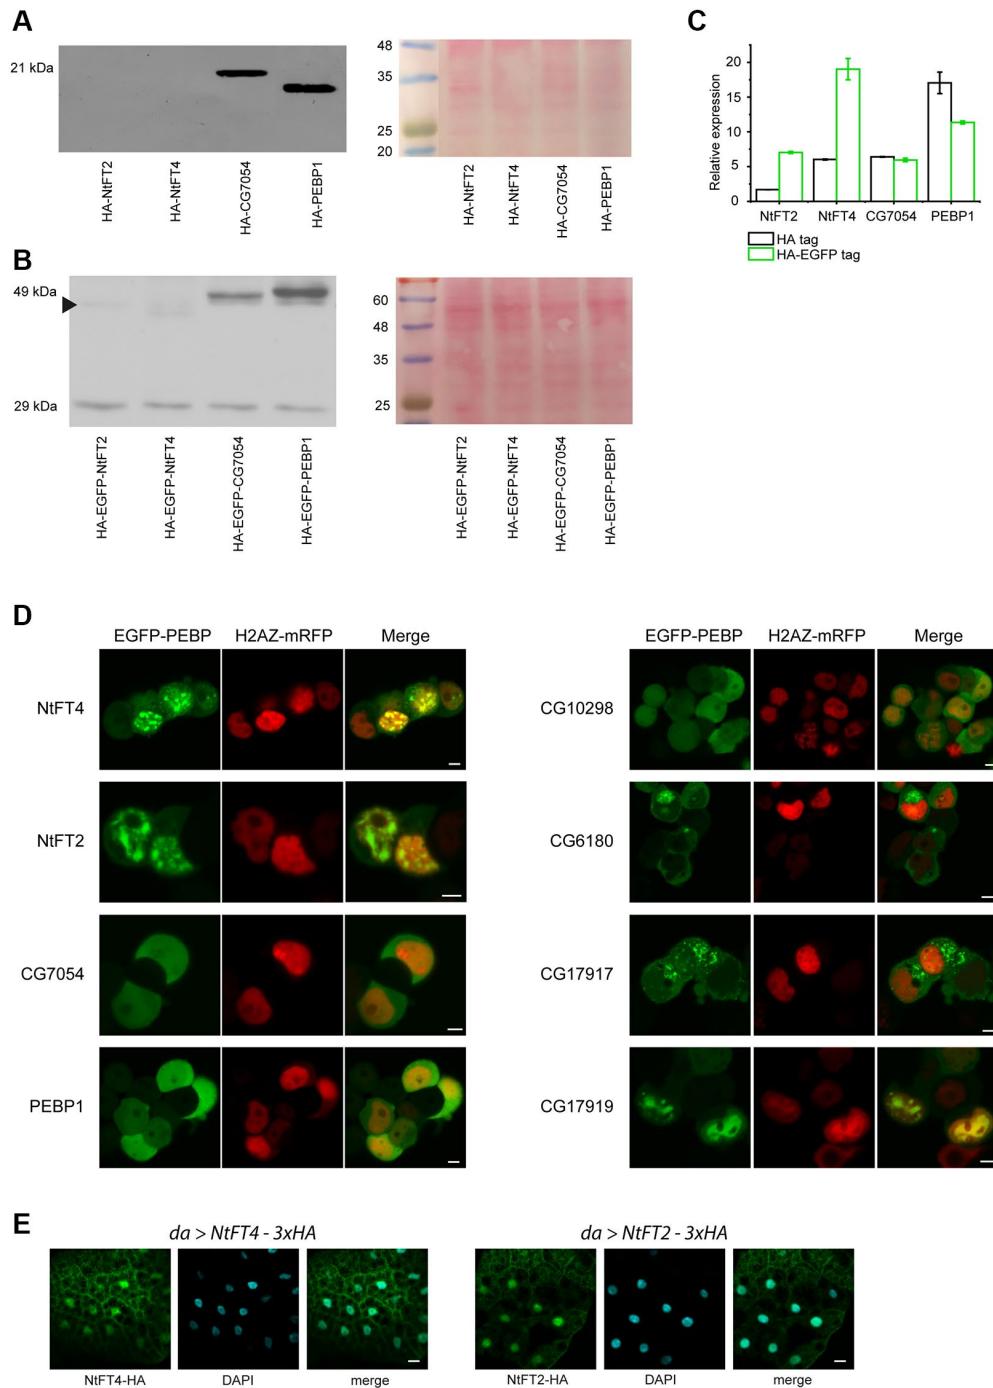 A
21 kDa
HA-NtFT2
HA-NtFT4
HA-CG7054
HA-PEBP1
48
35
25
20
HA-NtFT2
HA-NtFT4
HA-CG7054
HA-PEBP1
B
49 kDa
29 kDa
HA-EGFP-NtFT2
HA-EGFP-NtFT4
HA-EGFP-CG7054
HA-EGFP-PEBP1
60
48
35
25
HA-EGFP-NtFT2
HA-EGFP-NtFT4
HA-EGFP-CG7054
HA-EGFP-PEBP1
C
Relative expression
20
15
10
5
0
NtFT2 NtFT4 CG7054 PEBP1
HA tag
HA-EGFP tag
D
EGFP-PEBP H2AZ-mRFP Merge
NtFT4
NtFT2
CG7054
PEBP1
EGFP-PEBP H2AZ-mRFP Merge
CG10298
CG6180
CG17917
CG17919
E
da > NtFT4 - 3xHA
NtFT4-HA DAPI merge
da > NtFT2 - 3xHA
NtFT2-HA DAPI merge